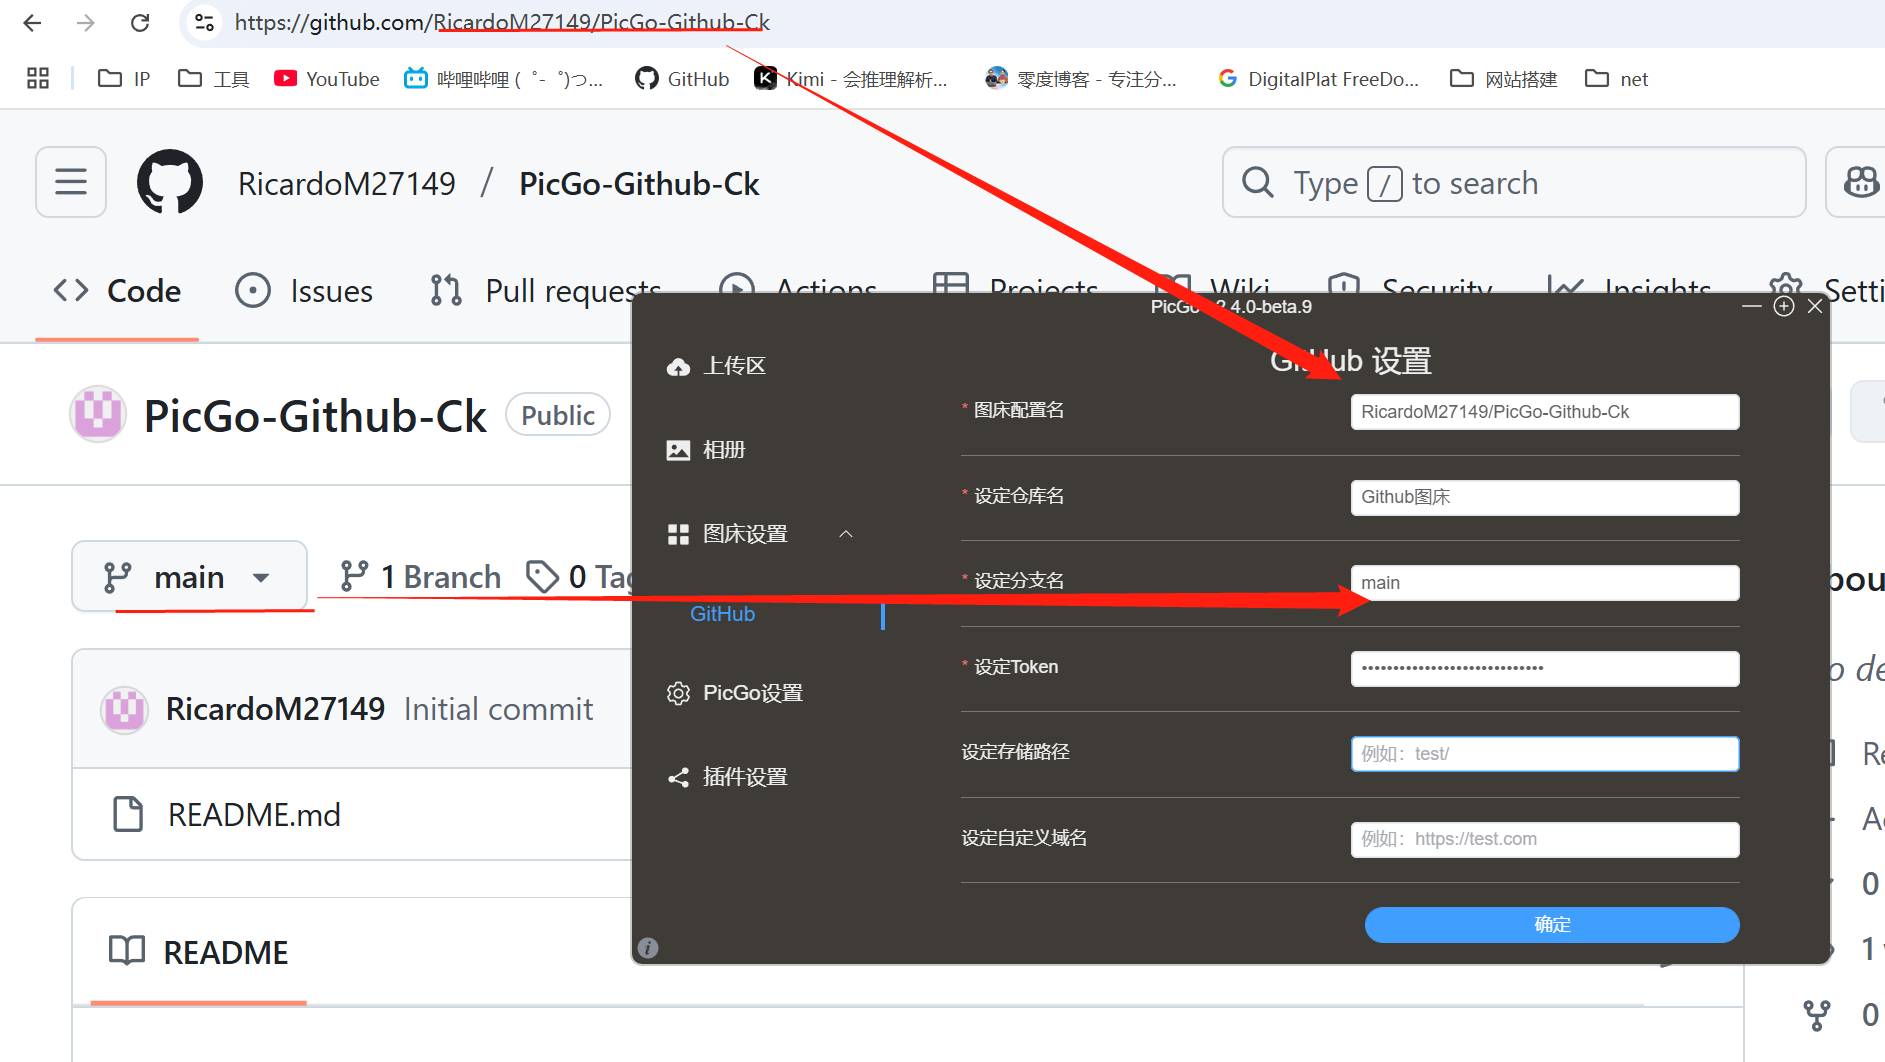 https://github.com/RicardoM27149/PicGo-Github-Ck
IP
工具
YouTube
哔哩哔哩 (゜-゜)つ...
GitHub
Kimi - 会推理解析...
零度博客 - 专注分...
DigitalPlat FreeDo...
网站搭建
net
RicardoM27149 / PicGo-Github-Ck
Type / to search
Code
Issues
Pull requests
Actions
Projects
Wiki
Security
Insights
Setti
PicGo-Github-Ck
Public
main
1 Branch
0 Tag
RicardoM27149
Initial commit
README.md
README
PicGo
2.4.0-beta.9
上传区
相册
图床设置
GitHub
PicGo设置
插件设置
GitHub 设置
* 图床配置名
RicardoM27149/PicGo-Github-Ck
* 设定仓库名
Github图床
* 设定分支名
main
* 设定Token
•••••••••••••••••••••••••••••
设定存储路径
例如：test/
设定自定义域名
例如：https://test.com
确定
bou
o de
Re
0
1
0